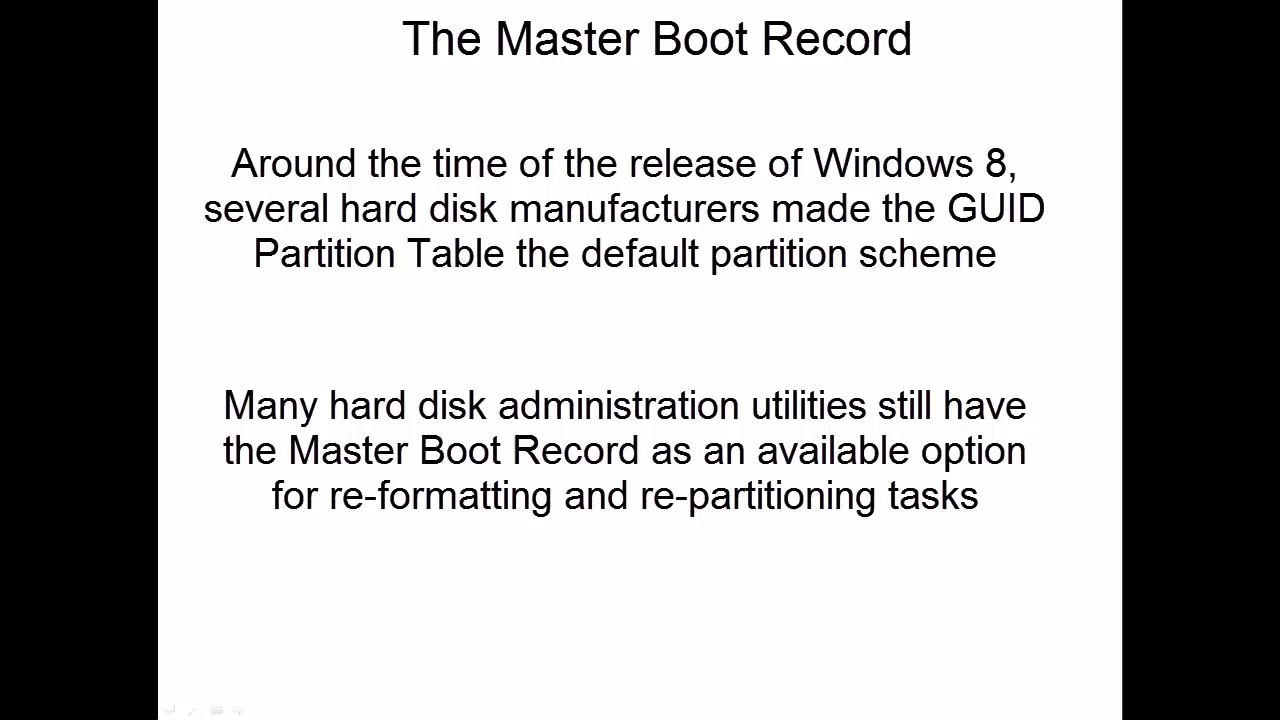 The Master Boot Record
Around the time of the release of Windows 8,
several hard disk manufacturers made the GUID
Partition Table the default partition scheme
Many hard disk administration utilities still have
the Master Boot Record as an available option
for re-formatting and re-partitioning tasks